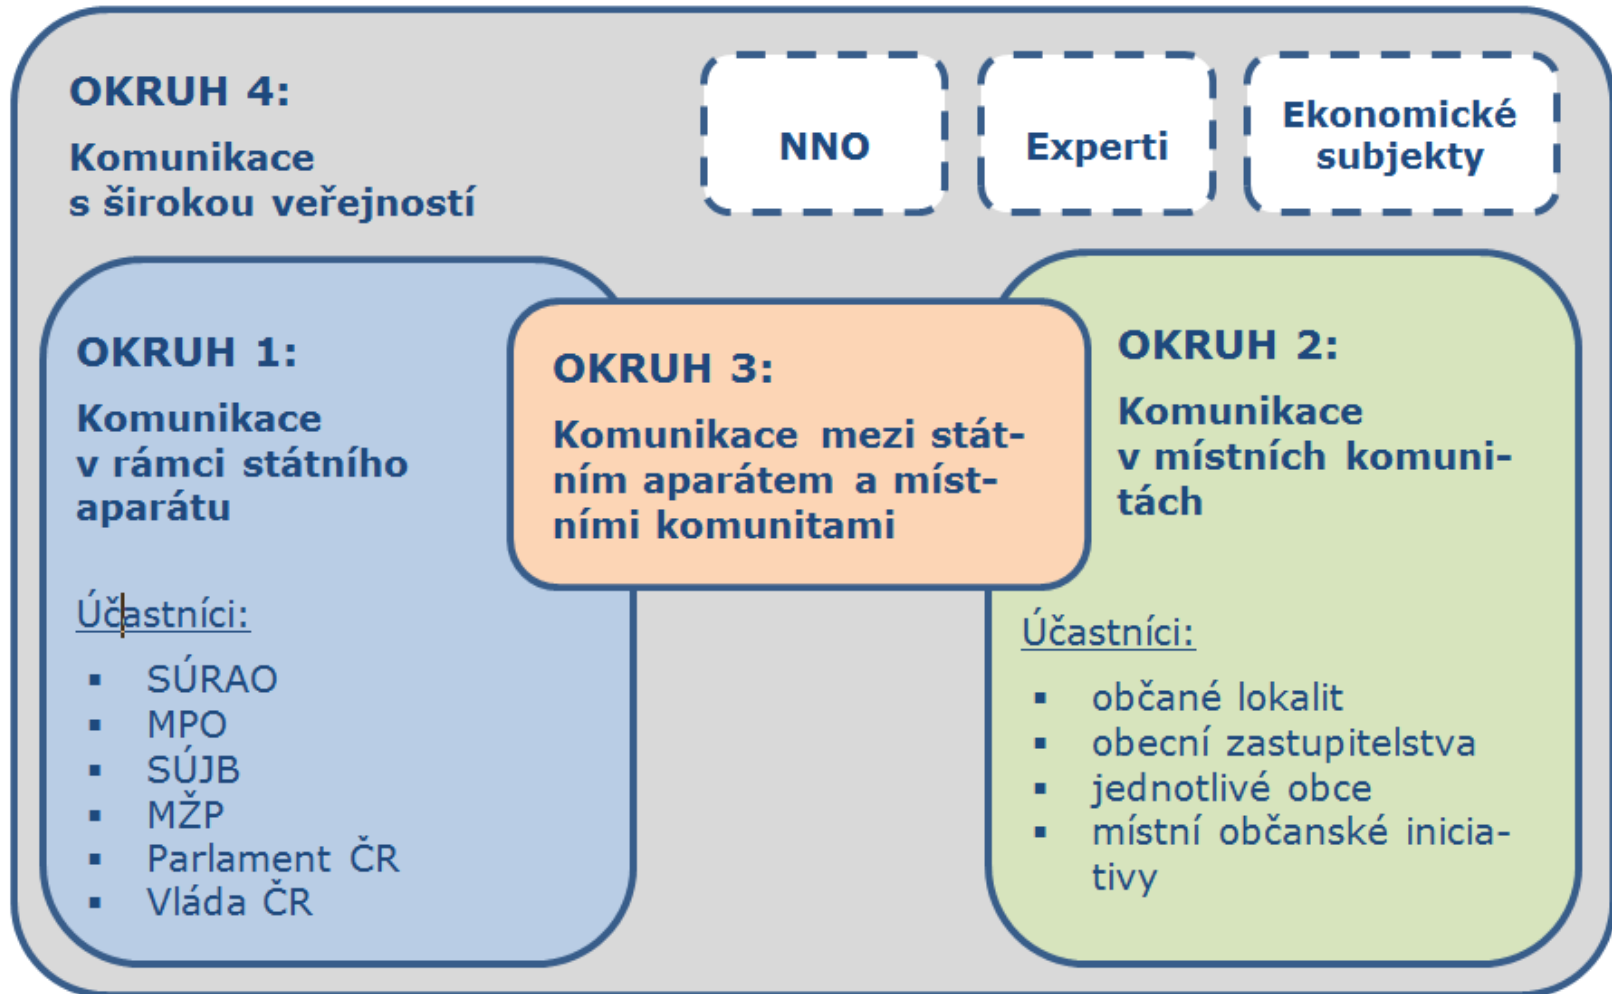 OKRUH 4:
Komunikace
s širokou veřejností
NNO
Experti
Ekonomické
subjekty
OKRUH 1:
Komunikace
v rámci státního
aparátu
Účastníci:
▪ SÚRAO
▪ MPO
▪ SÚJB
▪ MŽP
▪ Parlament ČR
▪ Vláda ČR
OKRUH 3:
Komunikace mezi stát-
ním aparátem a míst-
ními komunitami
OKRUH 2:
Komunikace
v místních komuni-
tách
Účastníci:
▪ občané lokalit
▪ obecní zastupitelstva
▪ jednotlivé obce
▪ místní občanské inicia-
tivy